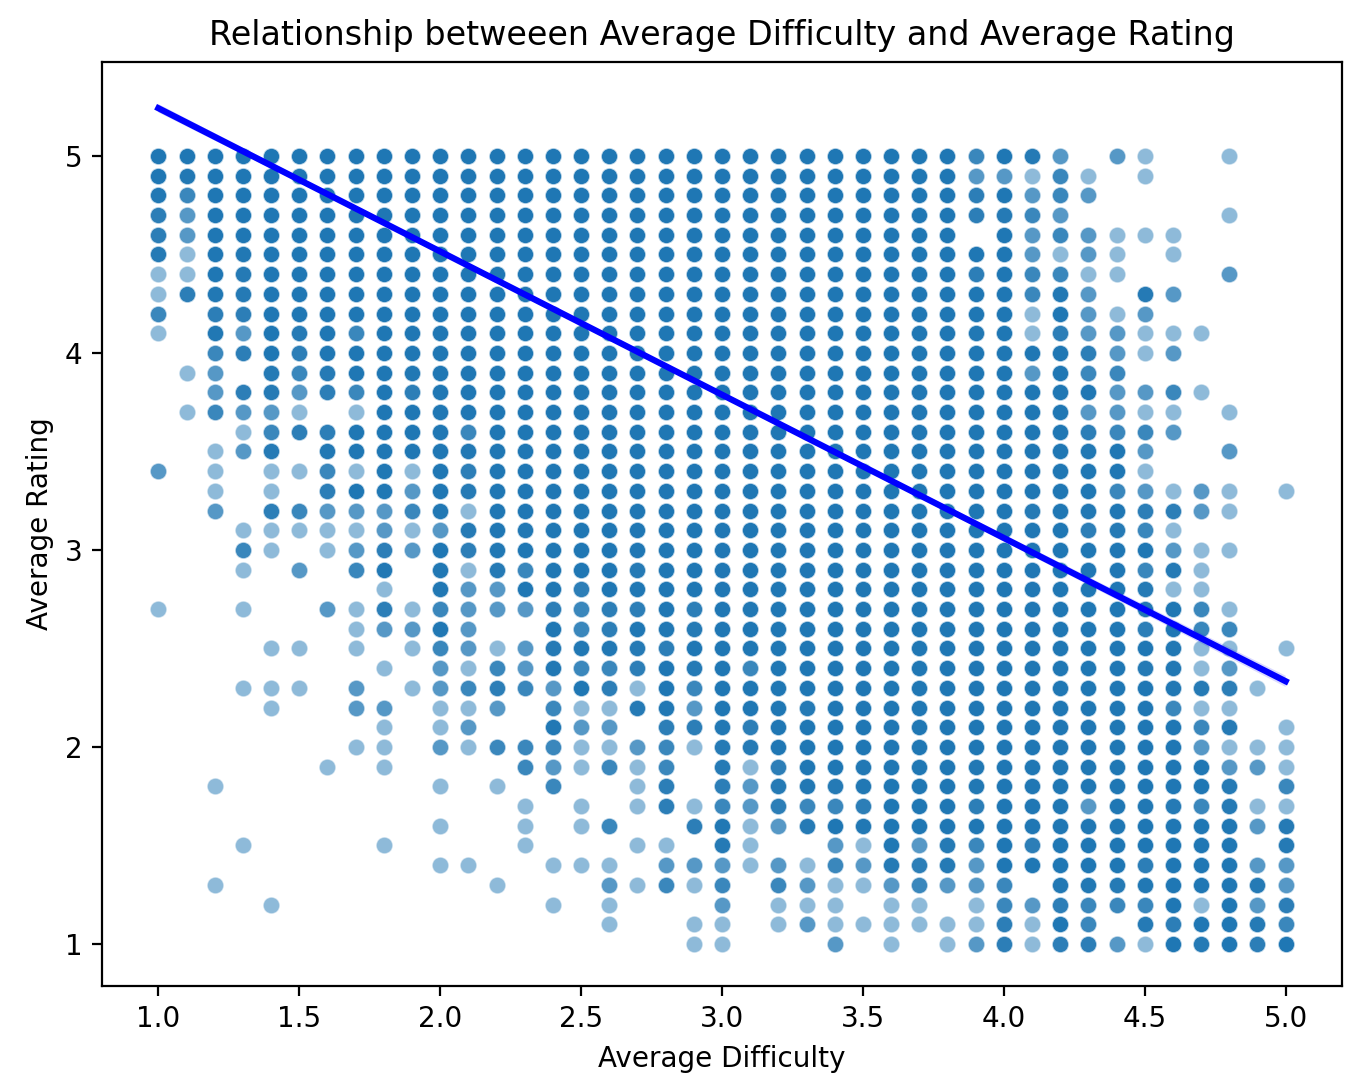 Relationship betweeen Average Difficulty and Average Rating
5
4
3
2
1
Average Rating
1.0 1.5 2.0 2.5 3.0 3.5 4.0 4.5 5.0
Average Difficulty